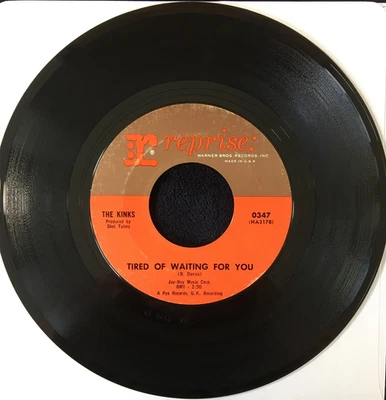 r reprise:
WARNER BROS. RECORDS, INC.
MADE IN U.S.A.
THE KINKS
Produced by
Shel Talmy
0347
(HA3178)
TIRED OF WAITING FOR YOU
(R. Davies)
Jay-Boy Music Corp.
BMI - 2:30
A Pye Records, U.K. Recording